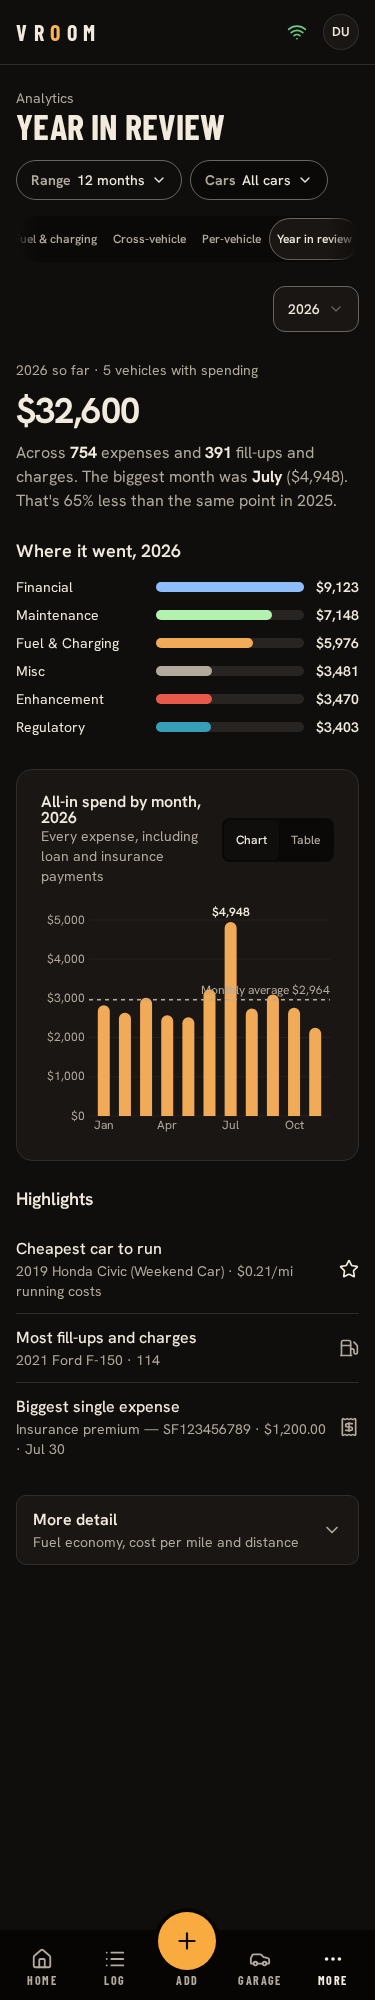 VROOM
DU
Analytics
YEAR IN REVIEW
Range 12 months
Cars All cars
uel & charging
Cross-vehicle
Per-vehicle
Year in review
2026
2026 so far · 5 vehicles with spending
$32,600
Across 754 expenses and 391 fill-ups and
charges. The biggest month was July ($4,948).
That's 65% less than the same point in 2025.
Where it went, 2026
Financial $9,123
Maintenance $7,148
Fuel & Charging $5,976
Misc $3,481
Enhancement $3,470
Regulatory $3,403
All-in spend by month,
2026
Every expense, including
loan and insurance
payments
Chart
Table
$4,948
$5,000
$4,000
Monthly average $2,964
$3,000
$2,000
$1,000
$0
Jan
Apr
Jul
Oct
Highlights
Cheapest car to run
2019 Honda Civic (Weekend Car) · $0.21/mi
running costs
Most fill-ups and charges
2021 Ford F-150 · 114
Biggest single expense
Insurance premium — SF123456789 · $1,200.00
· Jul 30
More detail
Fuel economy, cost per mile and distance
HOME
LOG
ADD
GARAGE
MORE